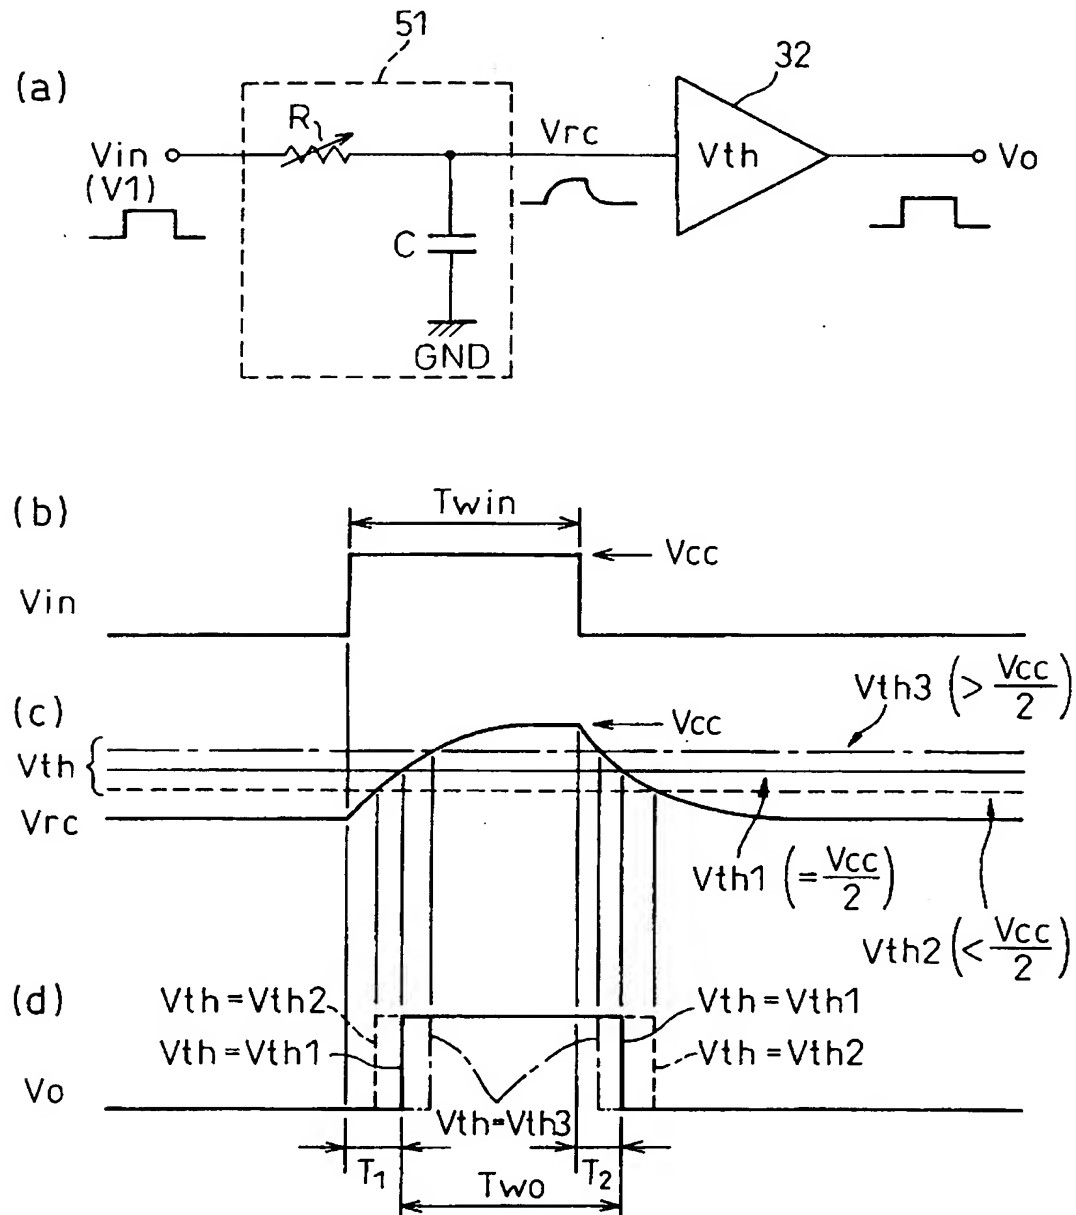 51
(a)
32
R1
Vin
(V1)
Vrc
Vth
Vo
C
GND
(b)
Twin
Vcc
Vin
Vth3 (> Vcc/2)
(c)
Vcc
Vth
Vrc
Vth1 (= Vcc/2)
Vth2 (< Vcc/2)
(d)
Vth=Vth2
Vth=Vth1
Vth=Vth1
Vth=Vth2
Vo
Vth=Vth3
T1
T2
Two